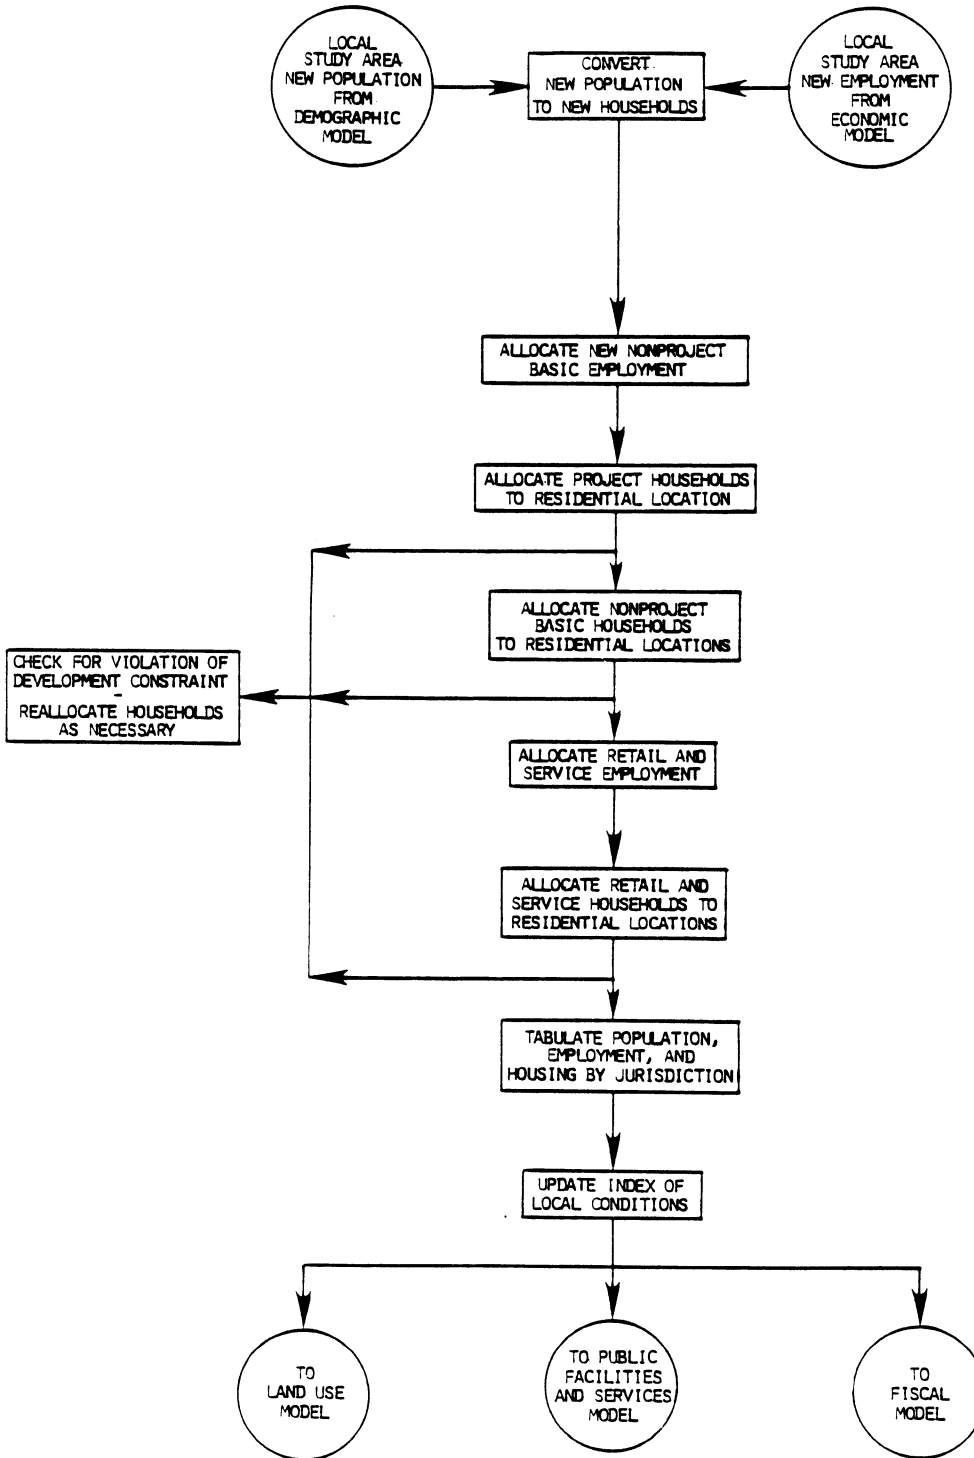 LOCAL
STUDY AREA
NEW POPULATION
FROM
DEMOGRAPHIC
MODEL
CONVERT
NEW POPULATION
TO NEW HOUSEHOLDS
LOCAL
STUDY AREA
NEW EMPLOYMENT
FROM
ECONOMIC
MODEL
ALLOCATE NEW NONPROJECT
BASIC EMPLOYMENT
ALLOCATE PROJECT HOUSEHOLDS
TO RESIDENTIAL LOCATION
ALLOCATE NONPROJECT
BASIC HOUSEHOLDS
TO RESIDENTIAL LOCATIONS
CHECK FOR VIOLATION OF
DEVELOPMENT CONSTRAINT
-
REALLOCATE HOUSEHOLDS
AS NECESSARY
ALLOCATE RETAIL AND
SERVICE EMPLOYMENT
ALLOCATE RETAIL AND
SERVICE HOUSEHOLDS TO
RESIDENTIAL LOCATIONS
TABULATE POPULATION,
EMPLOYMENT, AND
HOUSING BY JURISDICTION
UPDATE INDEX OF
LOCAL CONDITIONS
TO
LAND USE
MODEL
TO PUBLIC
FACILITIES
AND SERVICES
MODEL
TO
FISCAL
MODEL